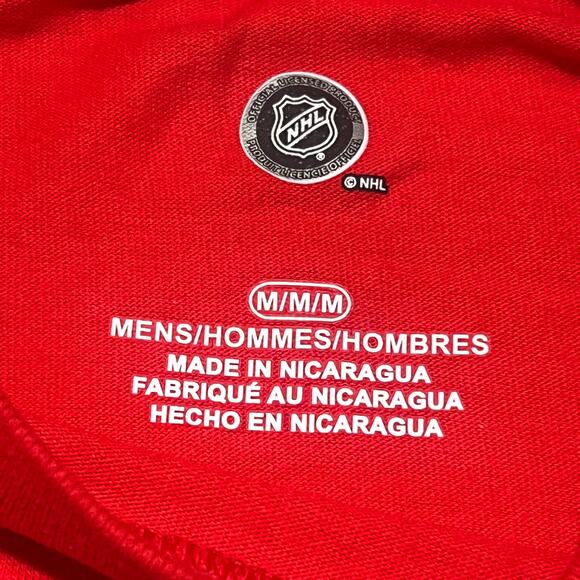 OFFICIAL LICENSED PRODUCT
NHL
®
PRODUIT LICENCIE OFFICIEL
© NHL
M/M/M
MENS/HOMMES/HOMBRES
MADE IN NICARAGUA
FABRIQUÉ AU NICARAGUA
HECHO EN NICARAGUA